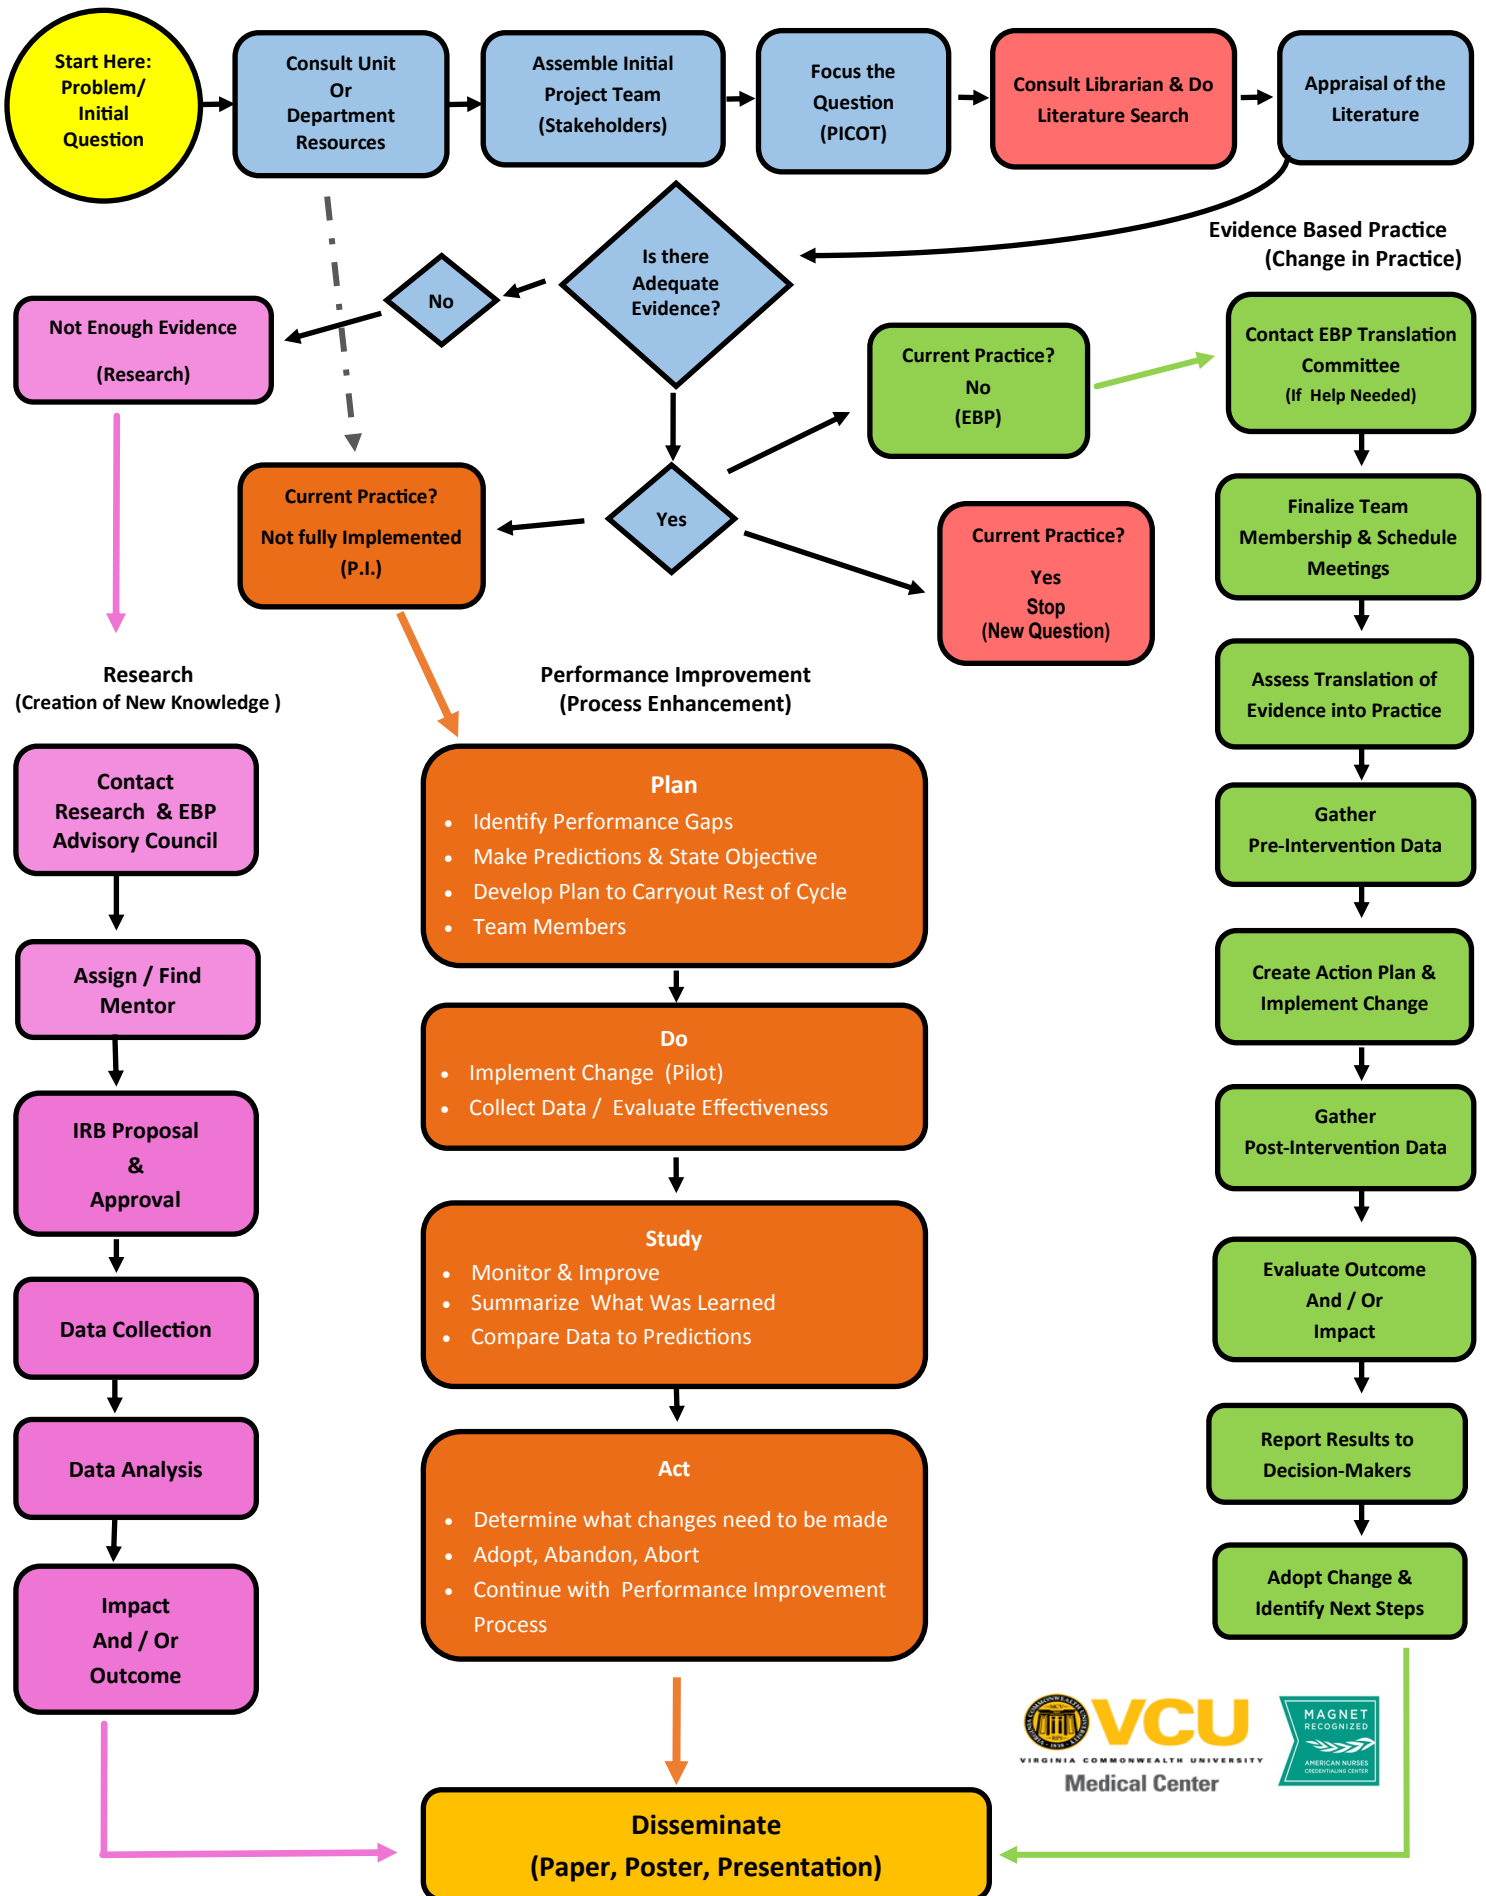 Start Here:
Problem/
Initial
Question
Consult Unit
Or
Department
Resources
Assemble Initial
Project Team
(Stakeholders)
Focus the
Question
(PICOT)
Consult Librarian & Do
Literature Search
Appraisal of the
Literature
Is there
Adequate
Evidence?
No
Not Enough Evidence
(Research)
Yes
Current Practice?
Not fully Implemented
(P.I.)
Current Practice?
No
(EBP)
Current Practice?
Yes
Stop
(New Question)
Evidence Based Practice
(Change in Practice)
Contact EBP Translation
Committee
(If Help Needed)
Finalize Team
Membership & Schedule
Meetings
Assess Translation of
Evidence into Practice
Gather
Pre-Intervention Data
Create Action Plan &
Implement Change
Gather
Post-Intervention Data
Evaluate Outcome
And / Or
Impact
Report Results to
Decision-Makers
Adopt Change &
Identify Next Steps
Research
(Creation of New Knowledge )
Contact
Research & EBP
Advisory Council
Assign / Find
Mentor
IRB Proposal
&
Approval
Data Collection
Data Analysis
Impact
And / Or
Outcome
Performance Improvement
(Process Enhancement)
Plan
• Identify Performance Gaps
• Make Predictions & State Objective
• Develop Plan to Carryout Rest of Cycle
• Team Members
Do
• Implement Change (Pilot)
• Collect Data / Evaluate Effectiveness
Study
• Monitor & Improve
• Summarize What Was Learned
• Compare Data to Predictions
Act
• Determine what changes need to be made
• Adopt, Abandon, Abort
• Continue with Performance Improvement
Process
VCU
VIRGINIA COMMONWEALTH UNIVERSITY
Medical Center
MAGNET
RECOGNIZED
AMERICAN NURSES
CREDENTIALING CENTER
Disseminate
(Paper, Poster, Presentation)